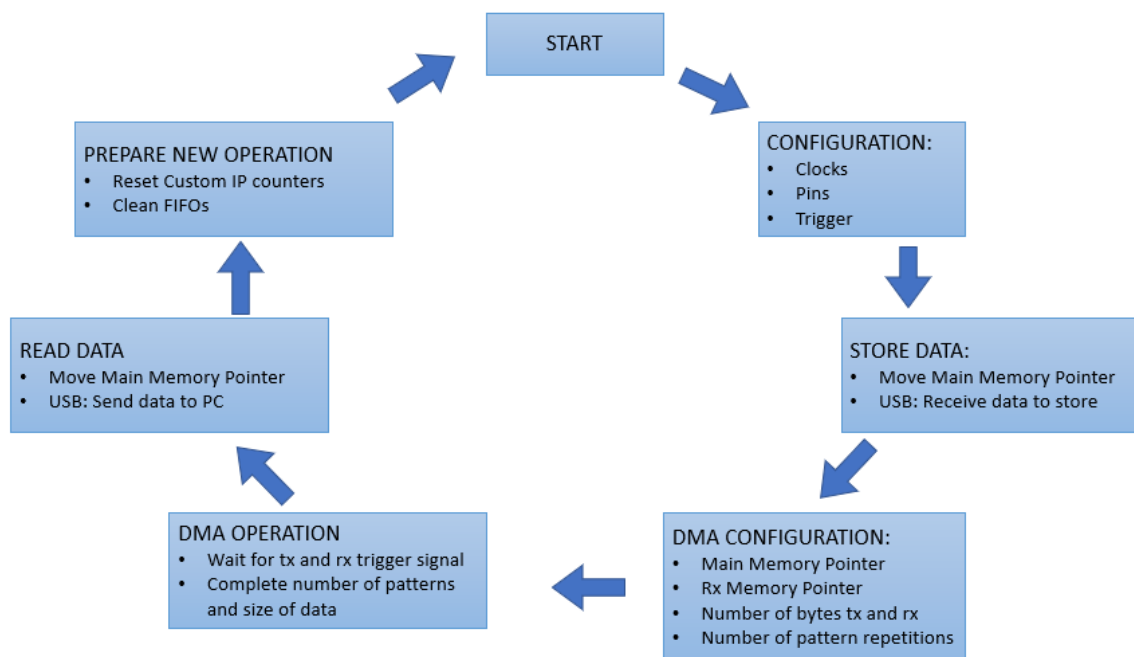 START
CONFIGURATION:
• Clocks
• Pins
• Trigger
STORE DATA:
• Move Main Memory Pointer
• USB: Receive data to store
DMA CONFIGURATION:
• Main Memory Pointer
• Rx Memory Pointer
• Number of bytes tx and rx
• Number of pattern repetitions
DMA OPERATION
• Wait for tx and rx trigger signal
• Complete number of patterns
and size of data
READ DATA
• Move Main Memory Pointer
• USB: Send data to PC
PREPARE NEW OPERATION
• Reset Custom IP counters
• Clean FIFOs